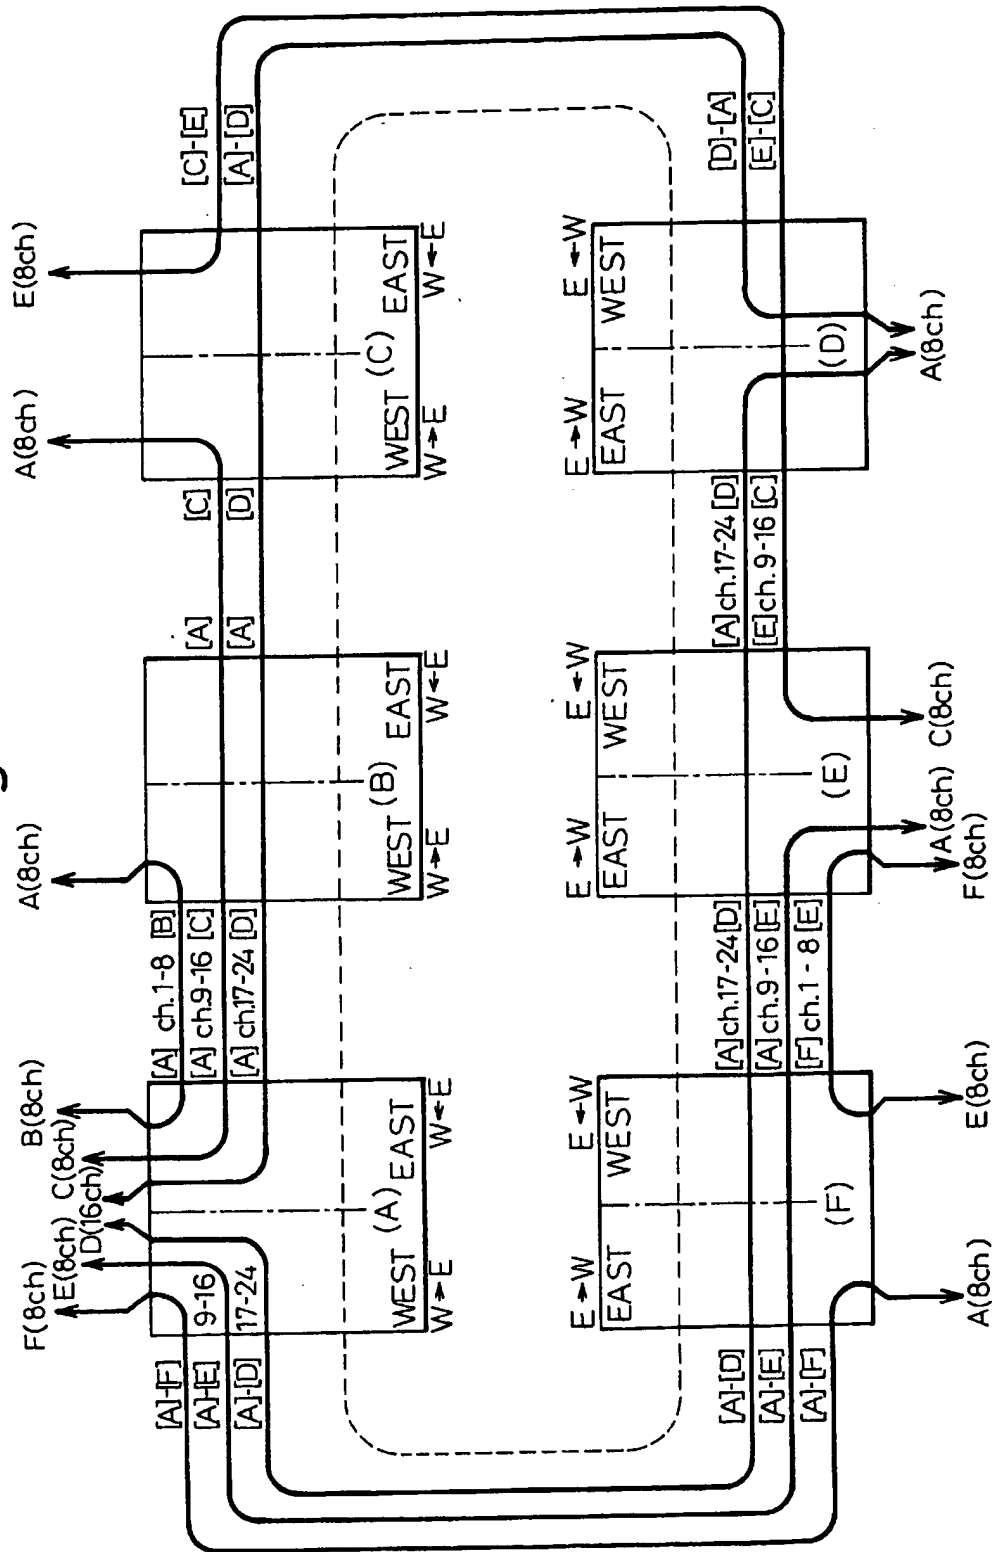 F(8ch)
E(8ch)
D(16ch)
C(8ch)
B(8ch)
A(8ch)
A(8ch)
E(8ch)
[A]-[F]
[A]-[E]
[A]-[D]
9-16
17-24
[A] ch.1-8 [B]
[A] ch.9-16 [C]
[A] ch.17-24 [D]
[A]
[A]
[C]
[D]
[C]-[E]
[A]-[D]
WEST (A) EAST
W→E
W←E
WEST (B) EAST
W→E
W←E
WEST (C) EAST
W→E
W←E
E→W
E←W
EAST
WEST
(F)
E→W
E←W
EAST
WEST
(E)
E→W
E←W
EAST
WEST
(D)
[A]-[D]
[A]-[E]
[A]-[F]
[A]ch.17-24[D]
[A]ch.9-16[E]
[F]ch.1-8[E]
[A]ch.17-24[D]
[E]ch.9-16[C]
[D]-[A]
[E]-[C]
A(8ch)
E(8ch)
F(8ch)
A(8ch)
C(8ch)
A(8ch)